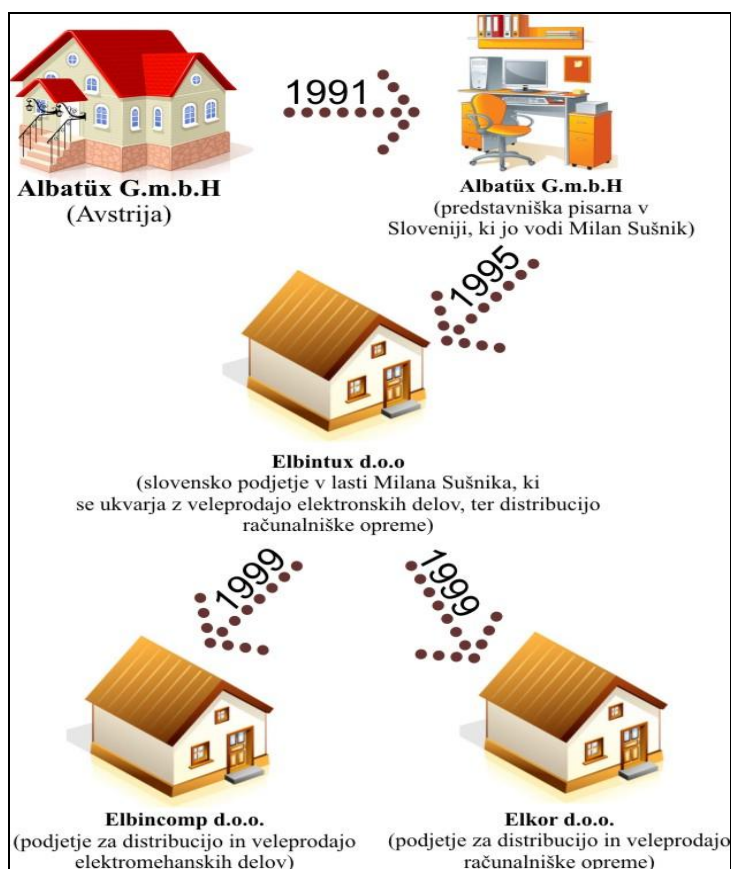 1991
Albatüx G.m.b.H
(Avstrija)
Albatüx G.m.b.H
(predstavniška pisarna v
Sloveniji, ki jo vodi Milan Sušnik)
1995
Elbintux d.o.o
(slovensko podjetje v lasti Milana Sušnika, ki
se ukvarja z veleprodajo elektronskih delov, ter distribucijo
računalniške opreme)
1999
1999
Elbincomp d.o.o.
(podjetje za distribucijo in veleprodajo
elektromehanskih delov)
Elkor d.o.o.
(podjetje za distribucijo in veleprodajo
računalniške opreme)